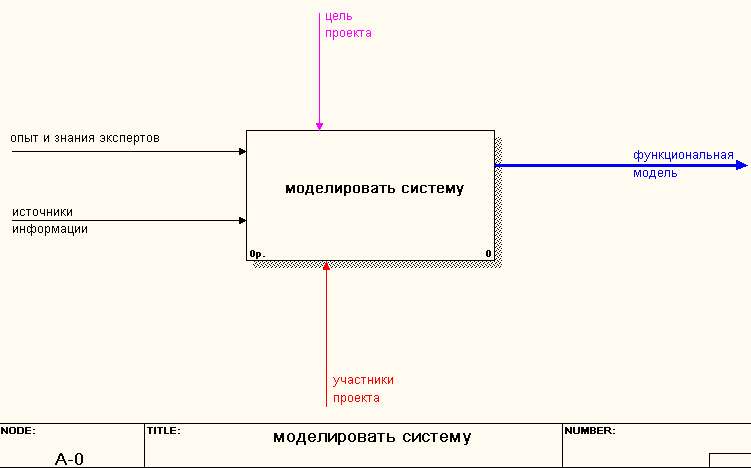 цель
проекта
опыт и знания экспертов
функциональная
модель
моделировать систему
источники
информации
0р.
0
участники
проекта
NODE:
TITLE:
NUMBER:
моделировать систему
A-0